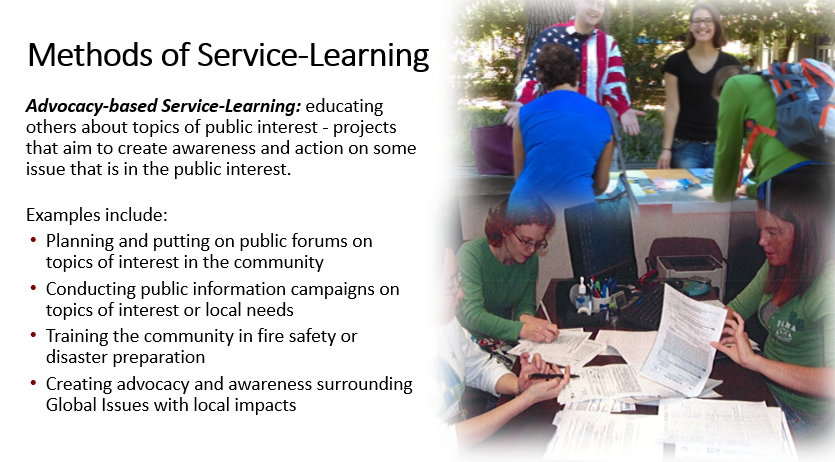 Methods of Service-Learning
Advocacy-based Service-Learning: educating
others about topics of public interest - projects
that aim to create awareness and action on some
issue that is in the public interest.
Examples include:
• Planning and putting on public forums on
topics of interest in the community
• Conducting public information campaigns on
topics of interest or local needs
• Training the community in fire safety or
disaster preparation
• Creating advocacy and awareness surrounding
Global Issues with local impacts